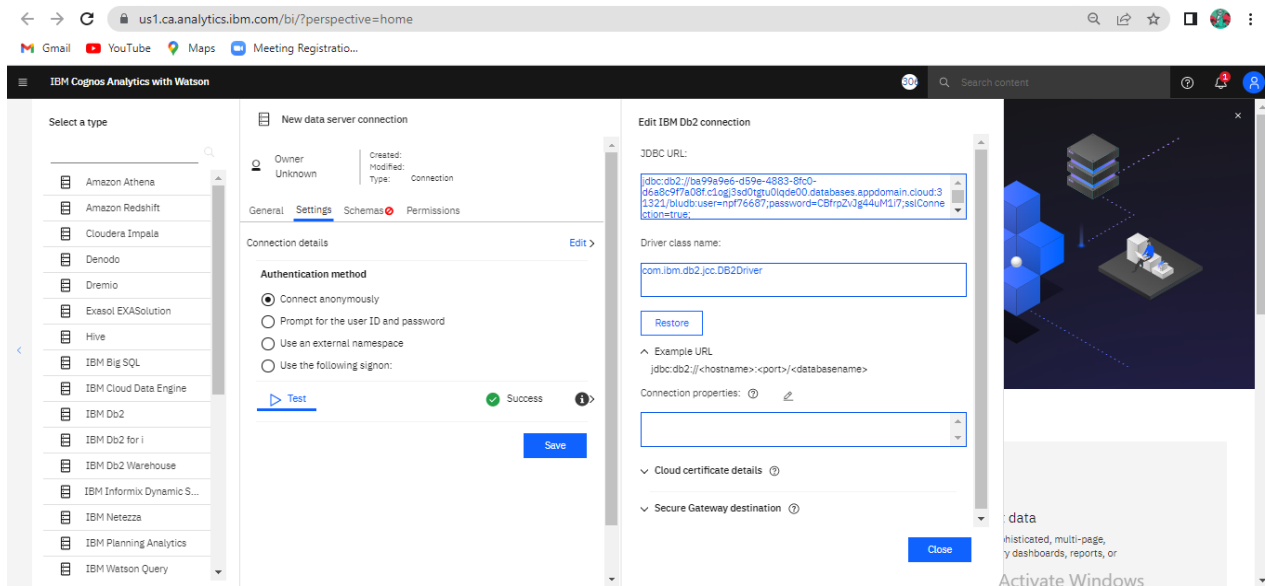 us1.ca.analytics.ibm.com/bi/?perspective=home
Gmail YouTube Maps Meeting Registratio...
IBM Cognos Analytics with Watson
Search content
1
Select a type
Amazon Athena
Amazon Redshift
Cloudera Impala
Denodo
Dremio
Exasol EXASolution
Hive
IBM Big SQL
IBM Cloud Data Engine
IBM Db2
IBM Db2 for i
IBM Db2 Warehouse
IBM Informix Dynamic S...
IBM Netezza
IBM Planning Analytics
IBM Watson Query
New data server connection
Owner
Unknown
Created:
Modified:
Type: Connection
General Settings Schemas Permissions
Connection details Edit
Authentication method
Connect anonymously
Prompt for the user ID and password
Use an external namespace
Use the following signon:
Test Success
Save
Edit IBM Db2 connection
JDBC URL:
jdbc:db2://ba99a9e6-d59e-4883-8fc0-
d6a8c9f7a08f.c1ogj3sd0tgtu0lqde00.databases.appdomain.cloud:3
1321/bludb:user=npf76687;password=CBfrpZvJg44uM1i7;sslConne
ction=true;
Driver class name:
com.ibm.db2.jcc.DB2Driver
Restore
Example URL
jdbc:db2://<hostname>:<port>/<databasename>
Connection properties:
Cloud certificate details
Secure Gateway destination
Close
data
phisticated, multi-page,
y dashboards, reports, or
Activate Windows